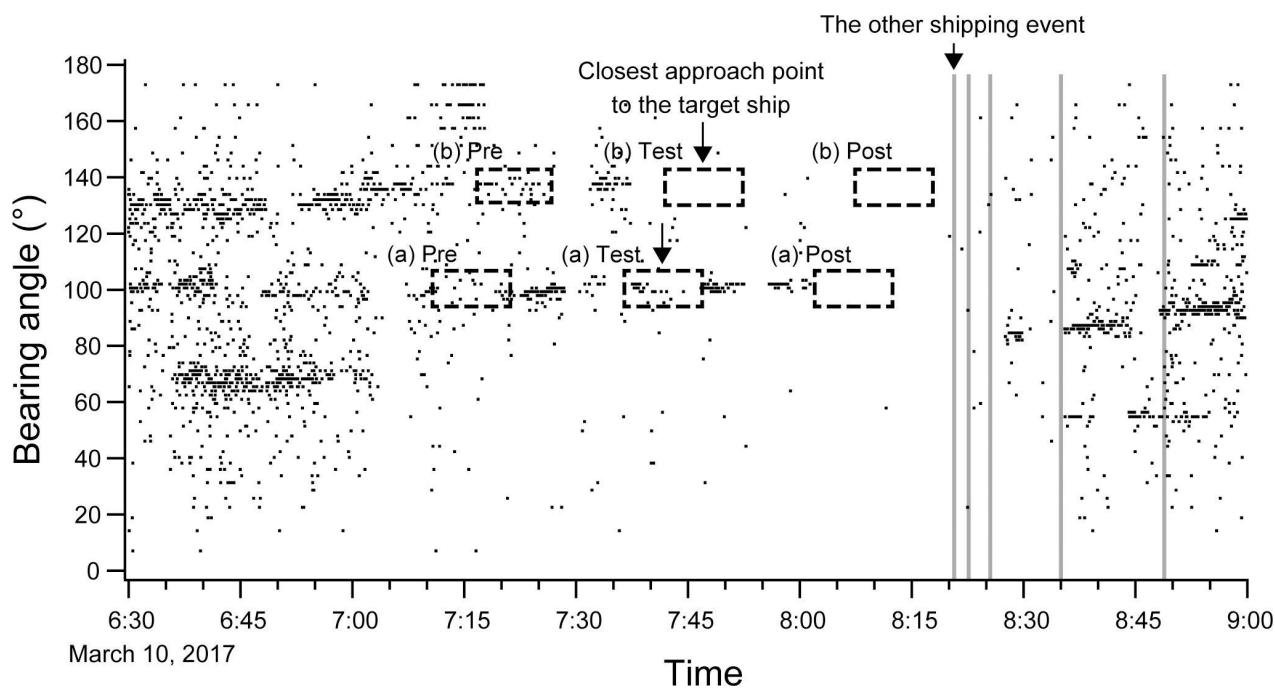 The other shipping event
Closest approach point
to the target ship
(b) Pre
(b) Test
(b) Post
(a) Pre
(a) Test
(a) Post
Bearing angle (°)
180
160
140
120
100
80
60
40
20
0
6:30
6:45
7:00
7:15
7:30
7:45
8:00
8:15
8:30
8:45
9:00
March 10, 2017
Time